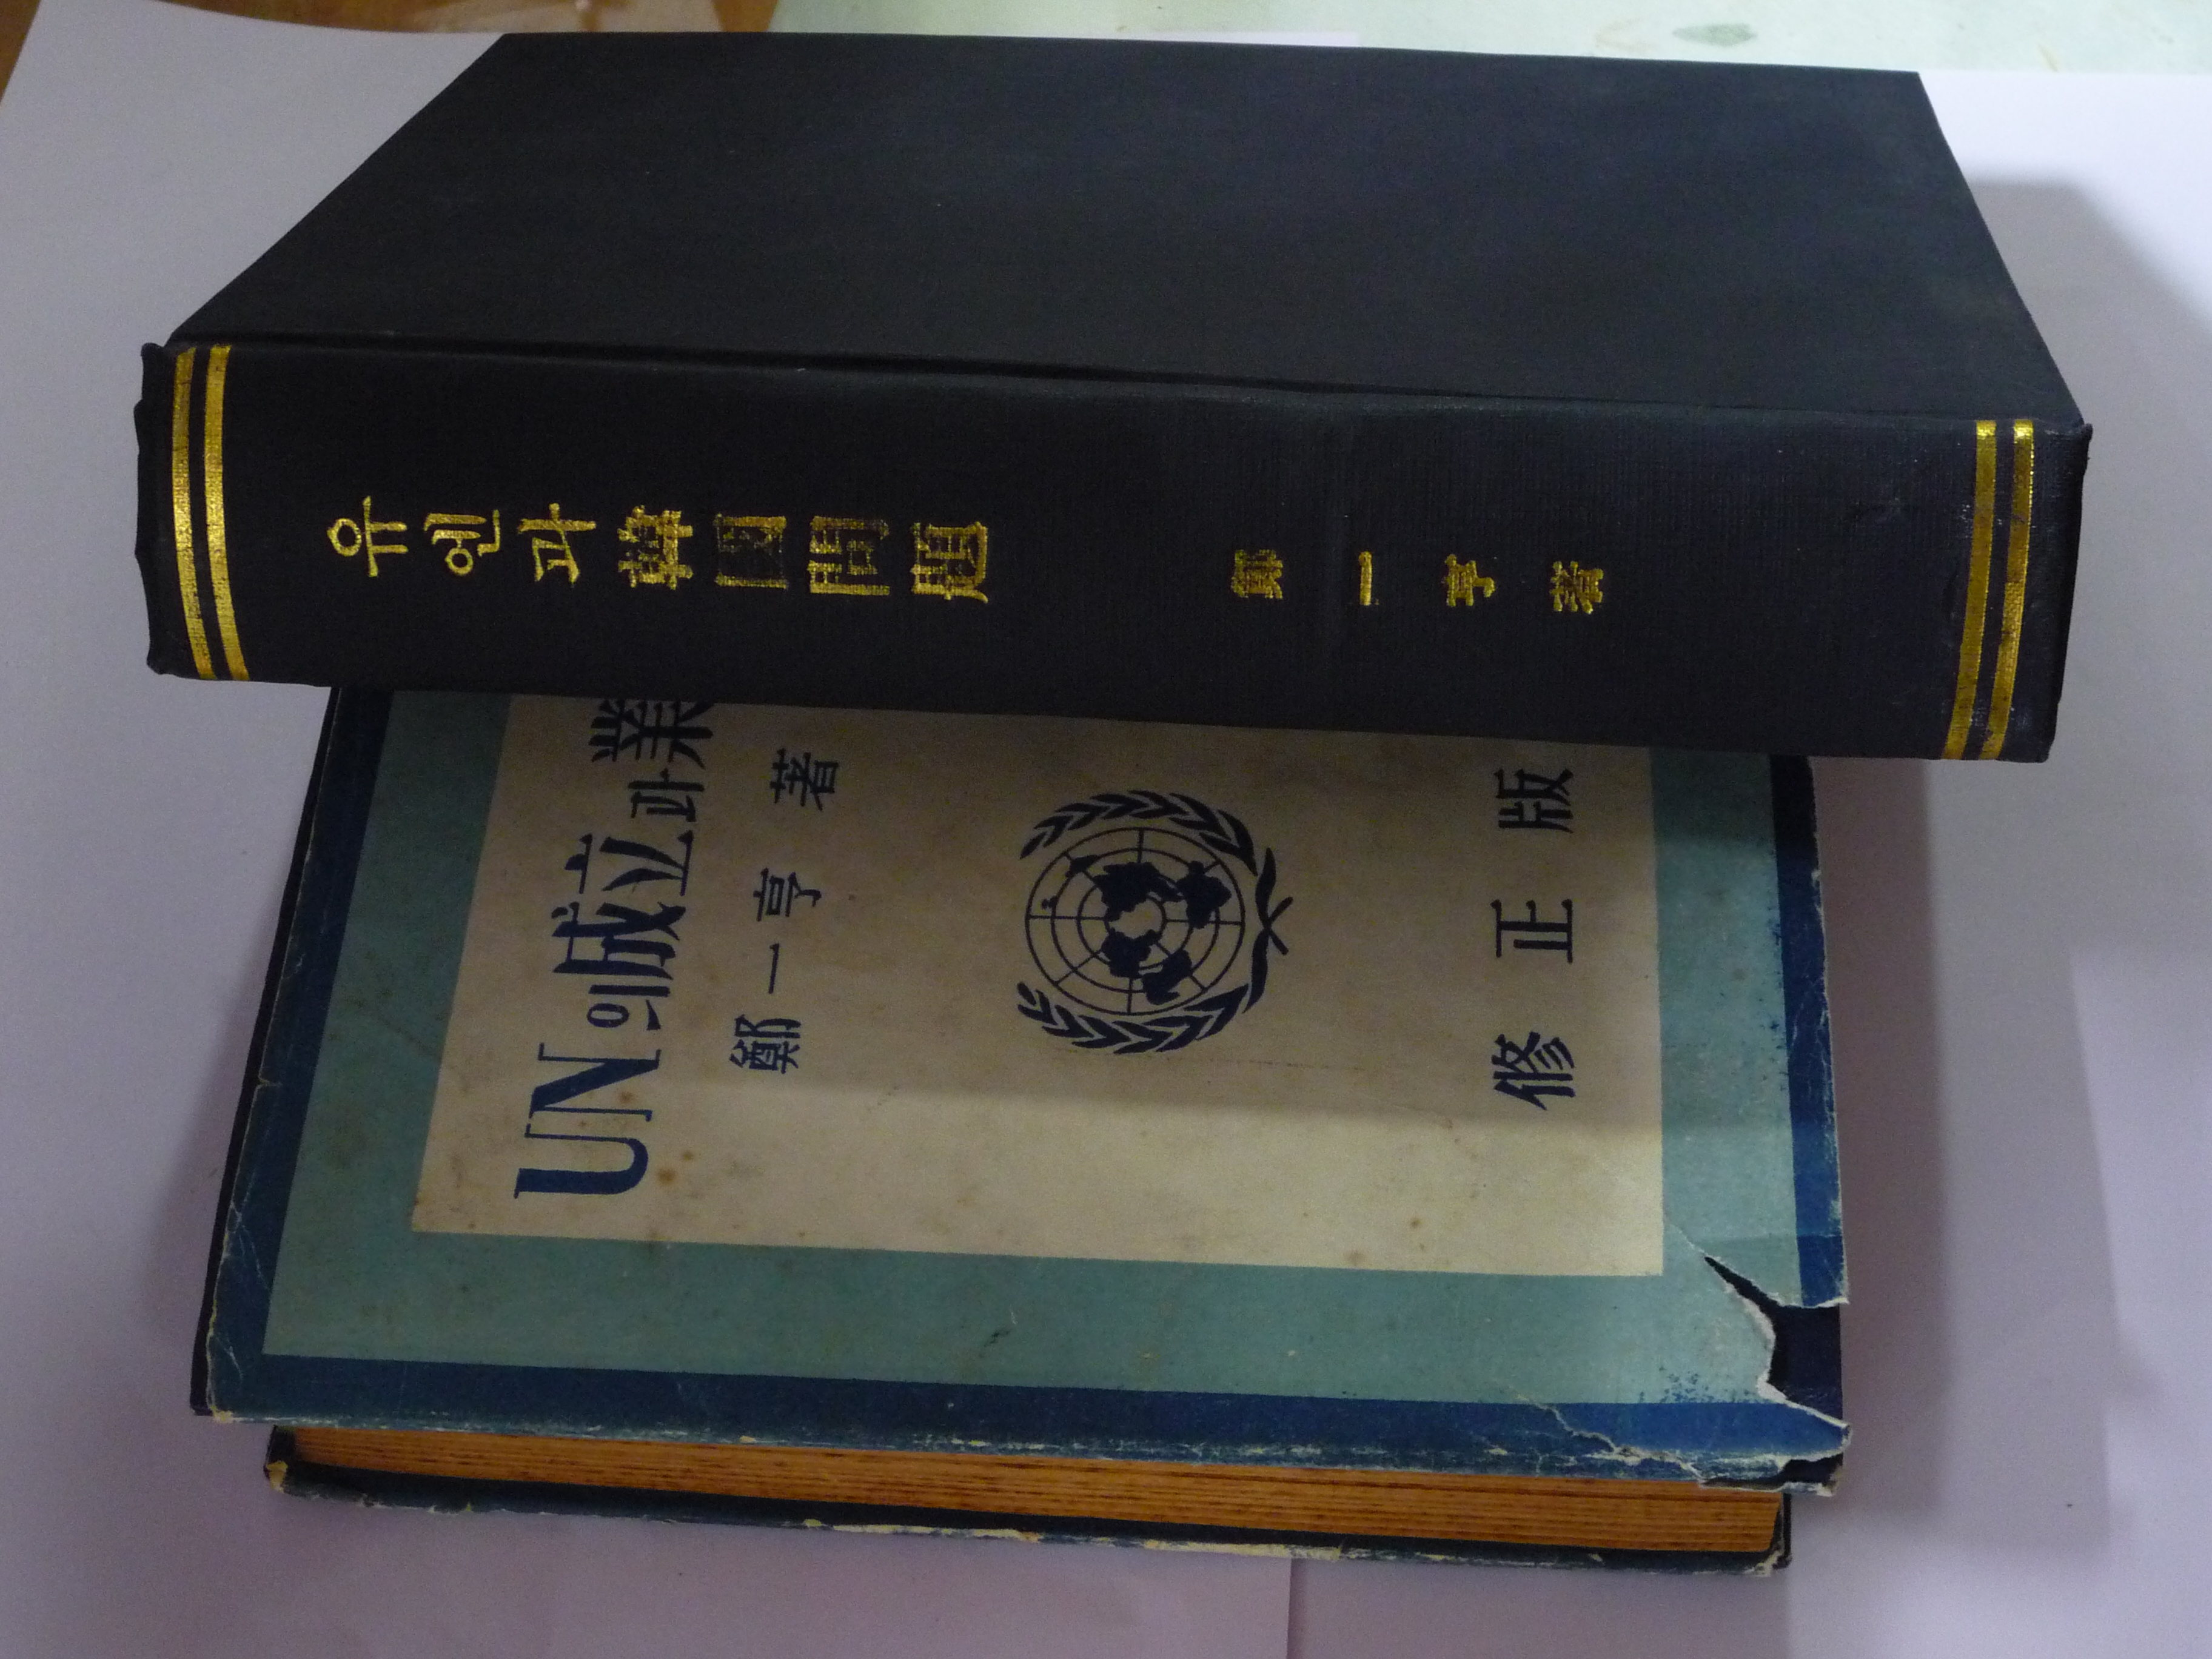 유엔과韓國問題 鄭一亨著
UN의成立과業
鄭一亨著
修正版